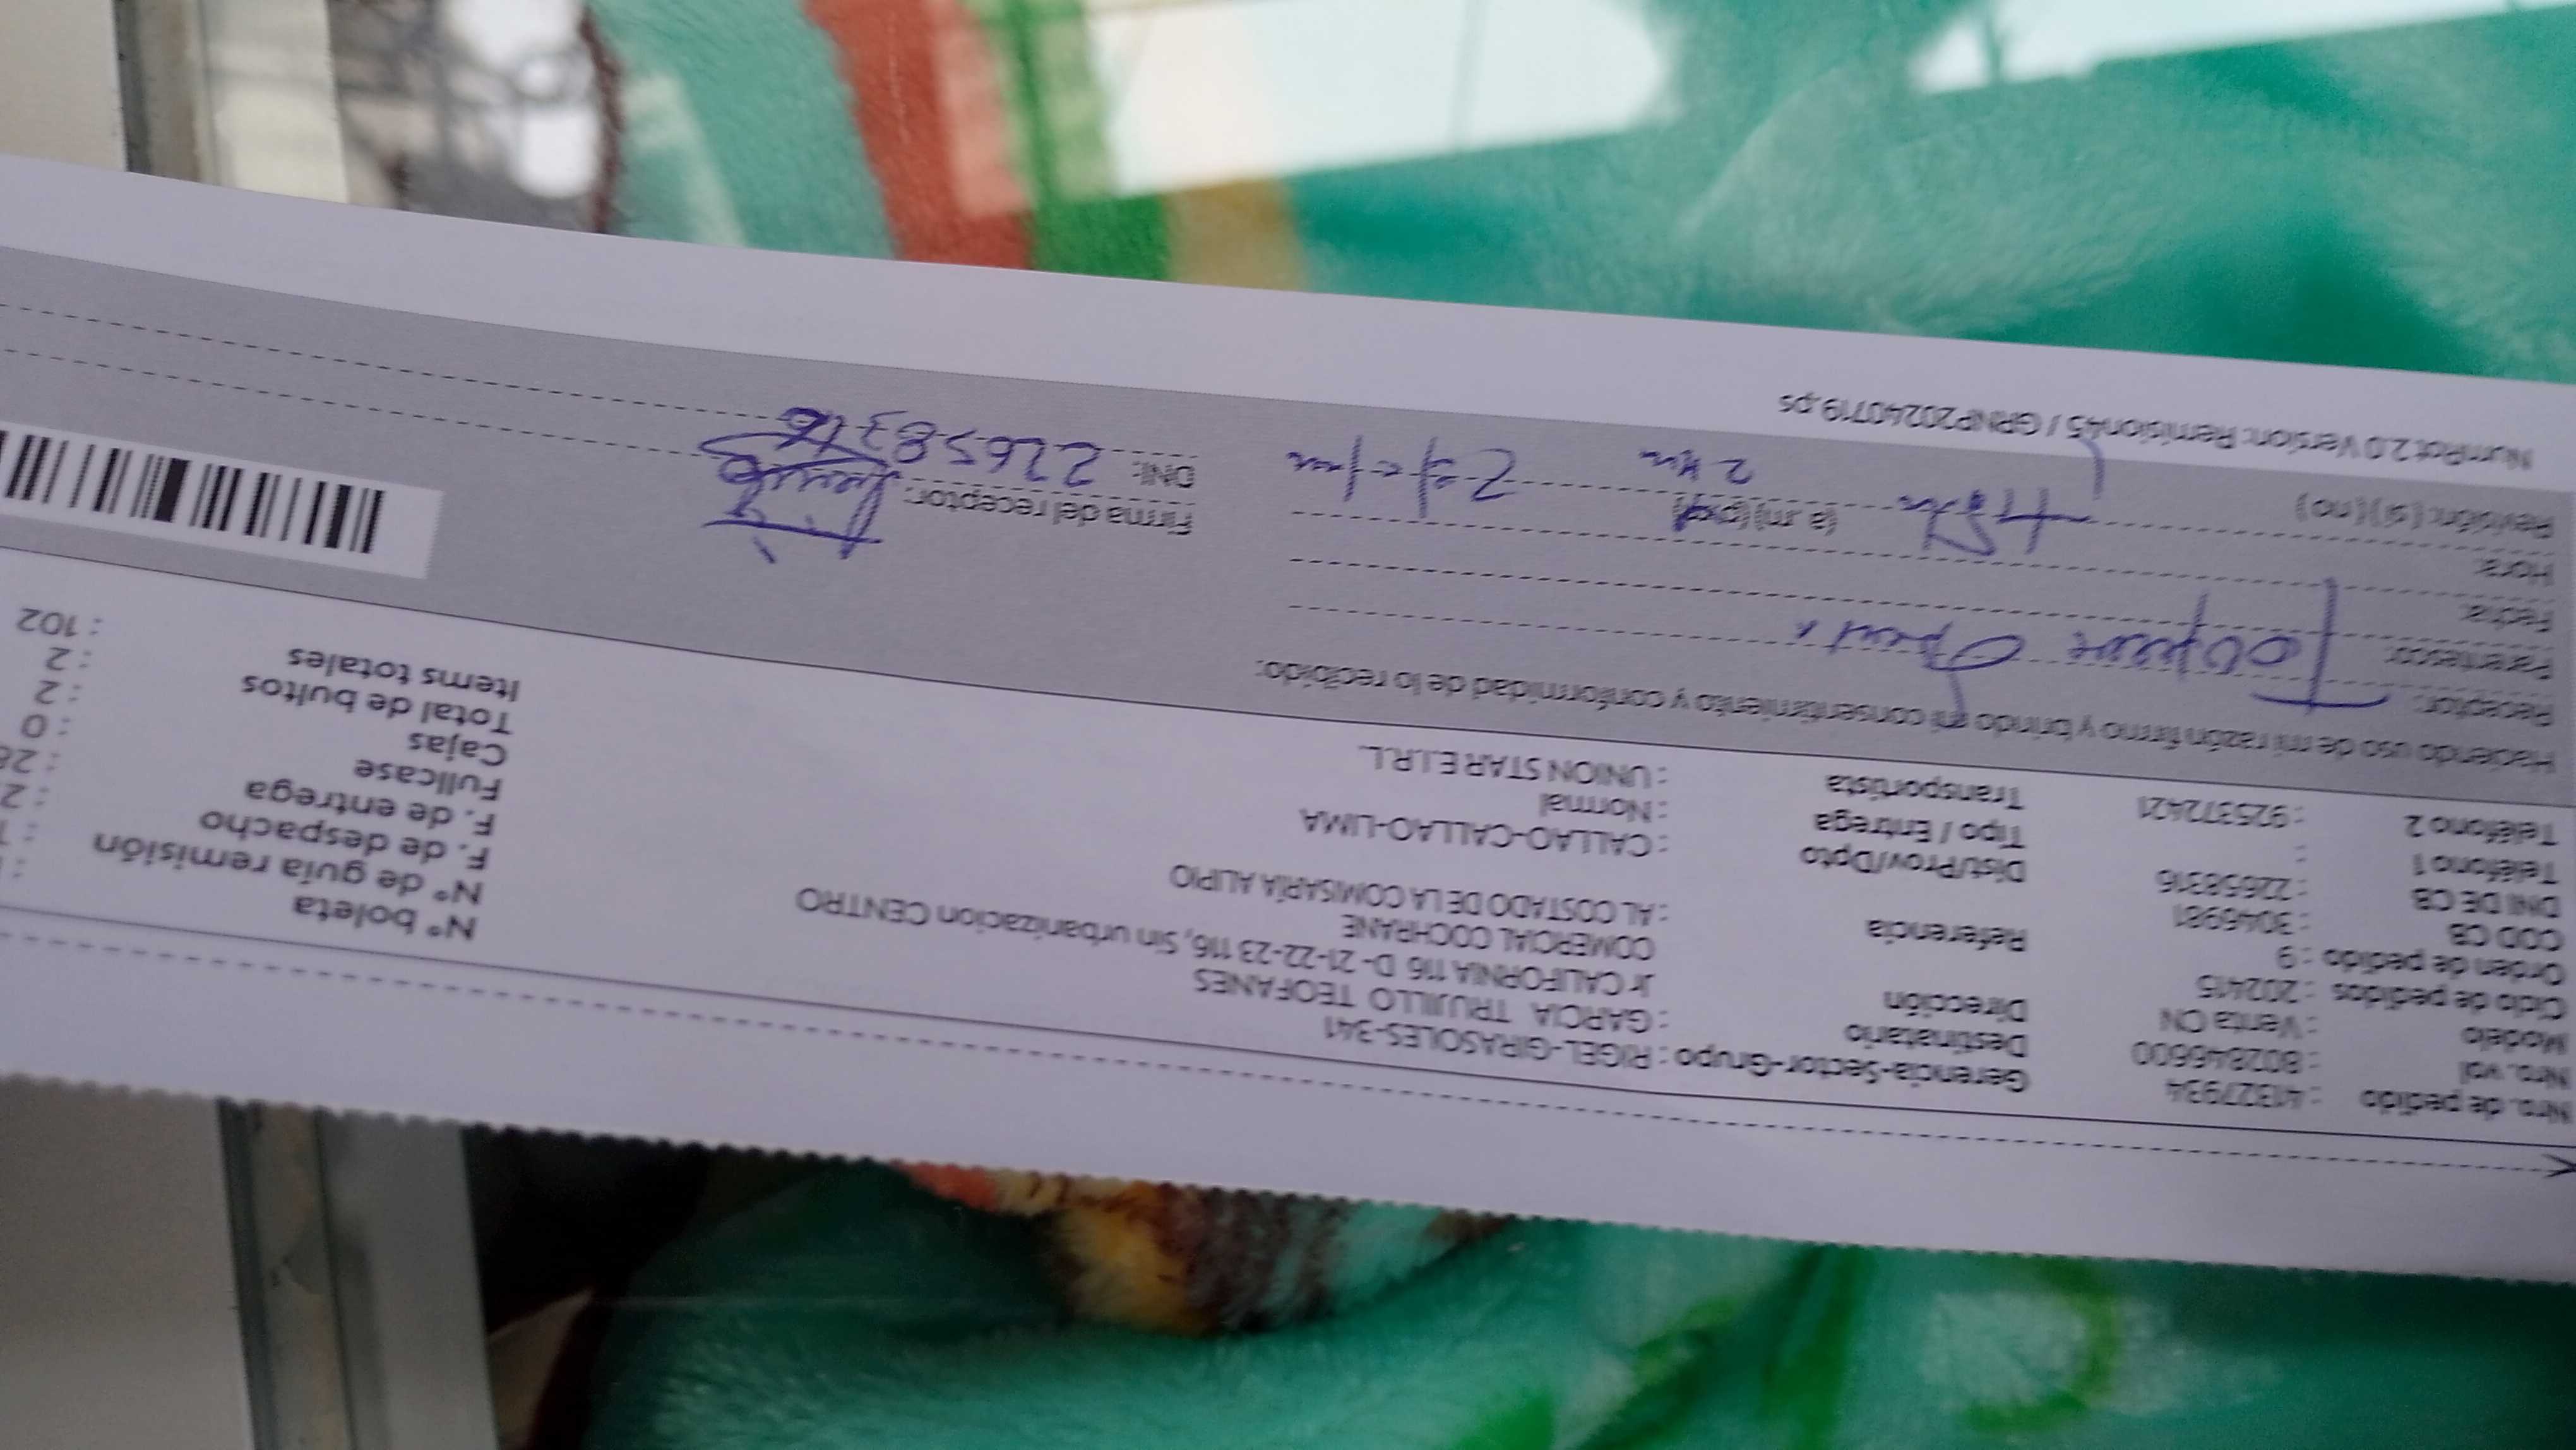 Nro. de pedido : 41327934 Gerencia-Sector-Grupo : RIGEL-GIRASOLES-341 N° boleta :
Nro. vol : 802846600 Destinatario : GARCIA TRUJILLO TEOFANES N° de guía remisión :
Modelo : Venta CN Dirección Jr CALIFORNIA 116 D- 21-22-23 116, Sin urbanizacion CENTRO F. de despacho : 2
Ciclo de pedidos : 202415 COMERCIAL COCHRANE F. de entrega : 28
Orden de pedido : 9 Referencia : AL COSTADO DE LA COMISARÍA ALIPIO Fullcase : 0
COD CB : 3046981 Dist/Prov/Dpto : CALLAO-CALLAO-LIMA Cajas : 2
DNI DE CB : 22658316 Tipo / Entrega : Normal Total de bultos : 2
Teléfono 1 : Transportista : UNION STAR E.I.R.L. Items totales : 102
Teléfono 2 : 925372421
Haciendo uso de mi razón firmo y brindo mi consentimiento y conformidad de lo recibido:
Receptor:
Parentesco:
Fecha:
Hora: (a.m) Firma del receptor:
Revisión: (si) (no) DNI: 22658316
NumRot 2.0 Version: Remision45 / GRNP20240719.ps